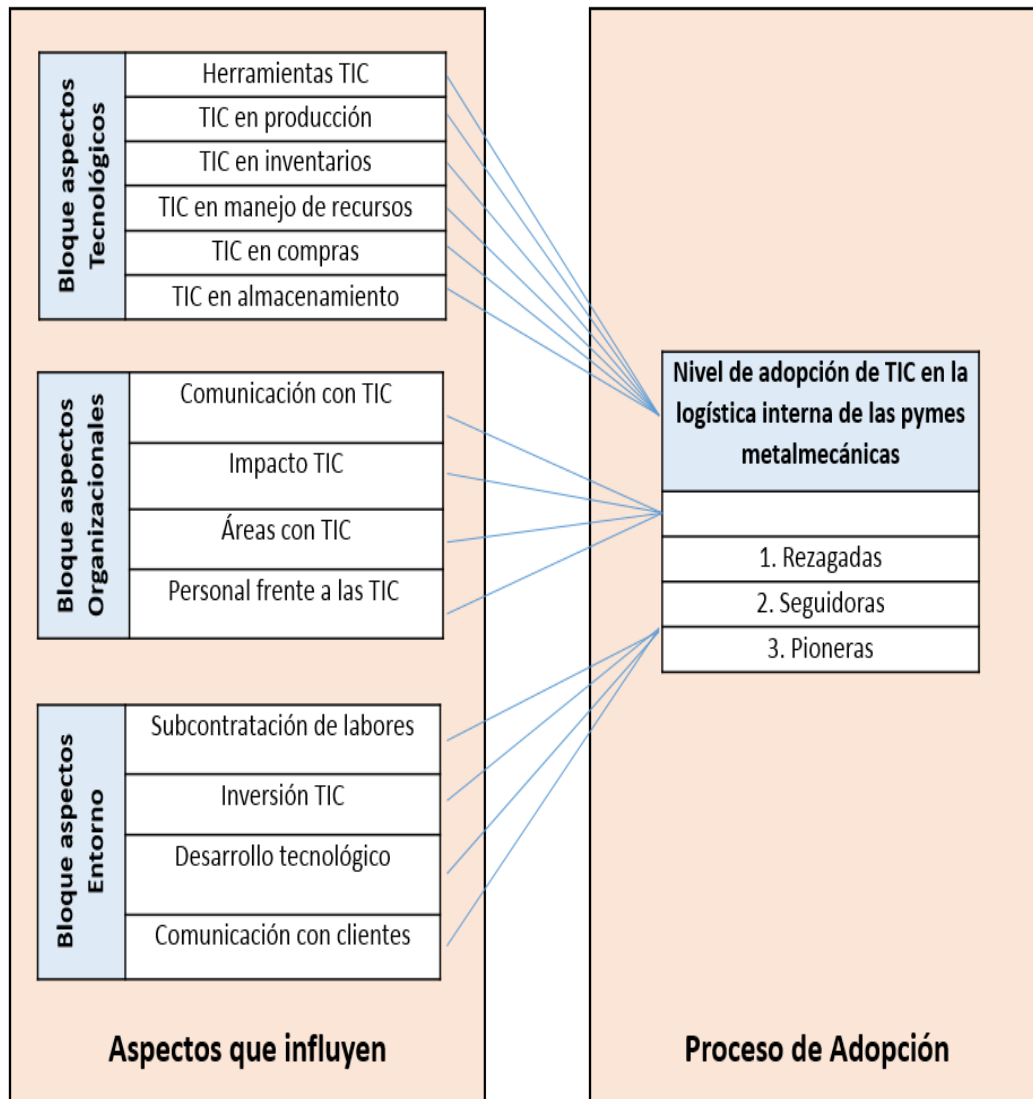 Bloque aspectos
Tecnológicos
Herramientas TIC
TIC en producción
TIC en inventarios
TIC en manejo de recursos
TIC en compras
TIC en almacenamiento
Bloque aspectos
Organizacionales
Comunicación con TIC
Impacto TIC
Áreas con TIC
Personal frente a las TIC
Bloque aspectos
Entorno
Subcontratación de labores
Inversión TIC
Desarrollo tecnológico
Comunicación con clientes
Aspectos que influyen
Nivel de adopción de TIC en la
logística interna de las pymes
metalmecánicas
1. Rezagadas
2. Seguidoras
3. Pioneras
Proceso de Adopción